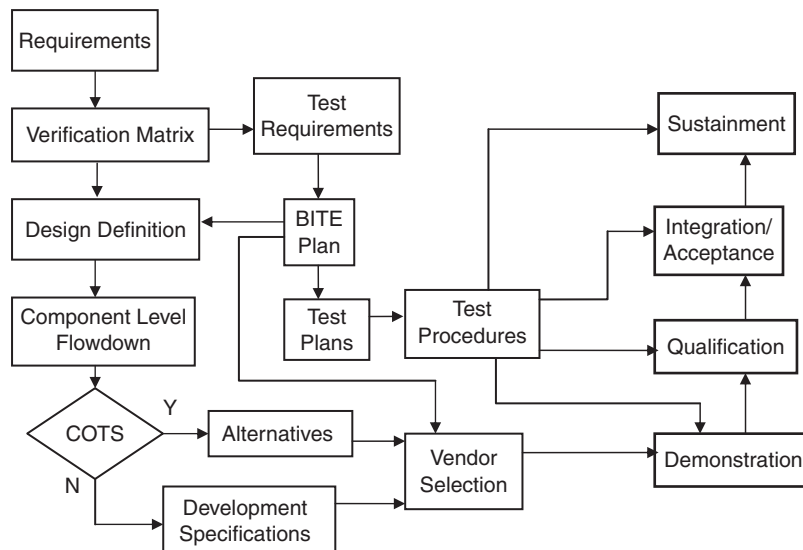 Requirements
Verification Matrix
Test
Requirements
Sustainment
Design Definition
BITE
Plan
Integration/
Acceptance
Component Level
Flowdown
Test
Plans
Test
Procedures
Qualification
COTS
Y
N
Alternatives
Vendor
Selection
Demonstration
Development
Specifications